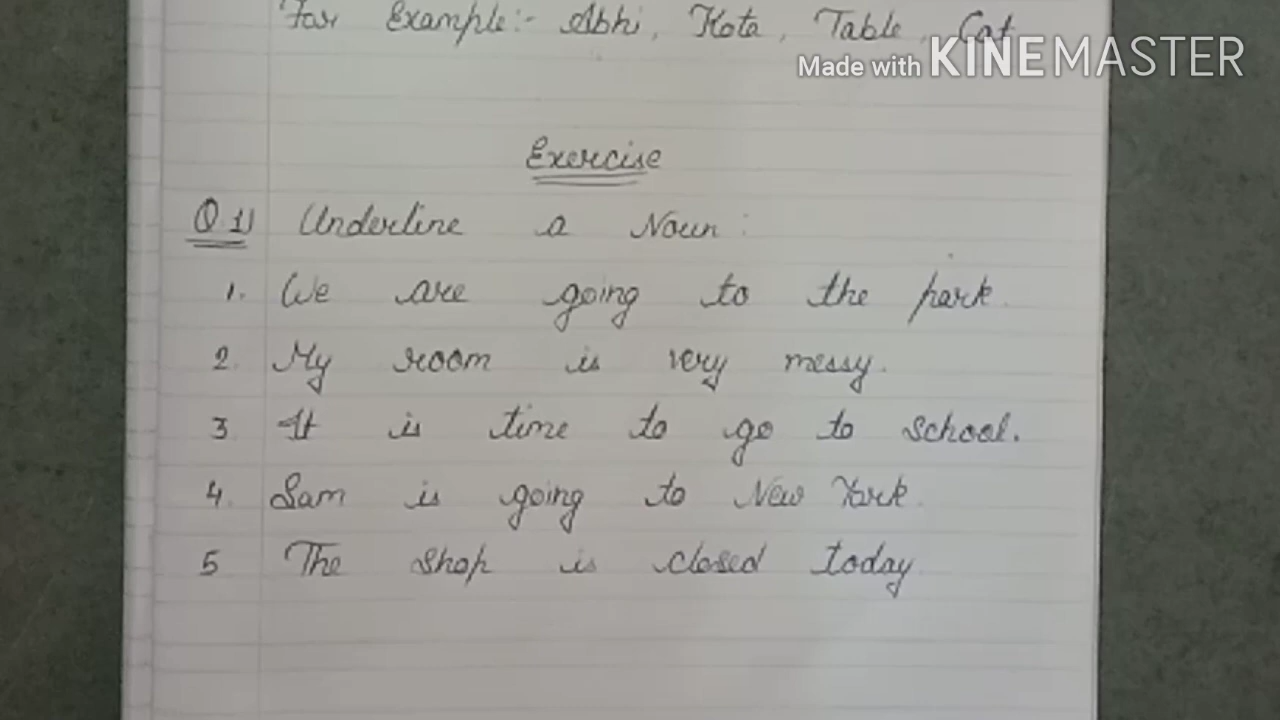 For Example:- Abhi, Kota, Table, Cat
Made with KINEMASTER
Exercise
Q 1) Underline a Noun:
1. We are going to the park.
2. My room is very messy.
3 It is time to go to school.
4. Sam is going to New York.
5 The shop is closed today